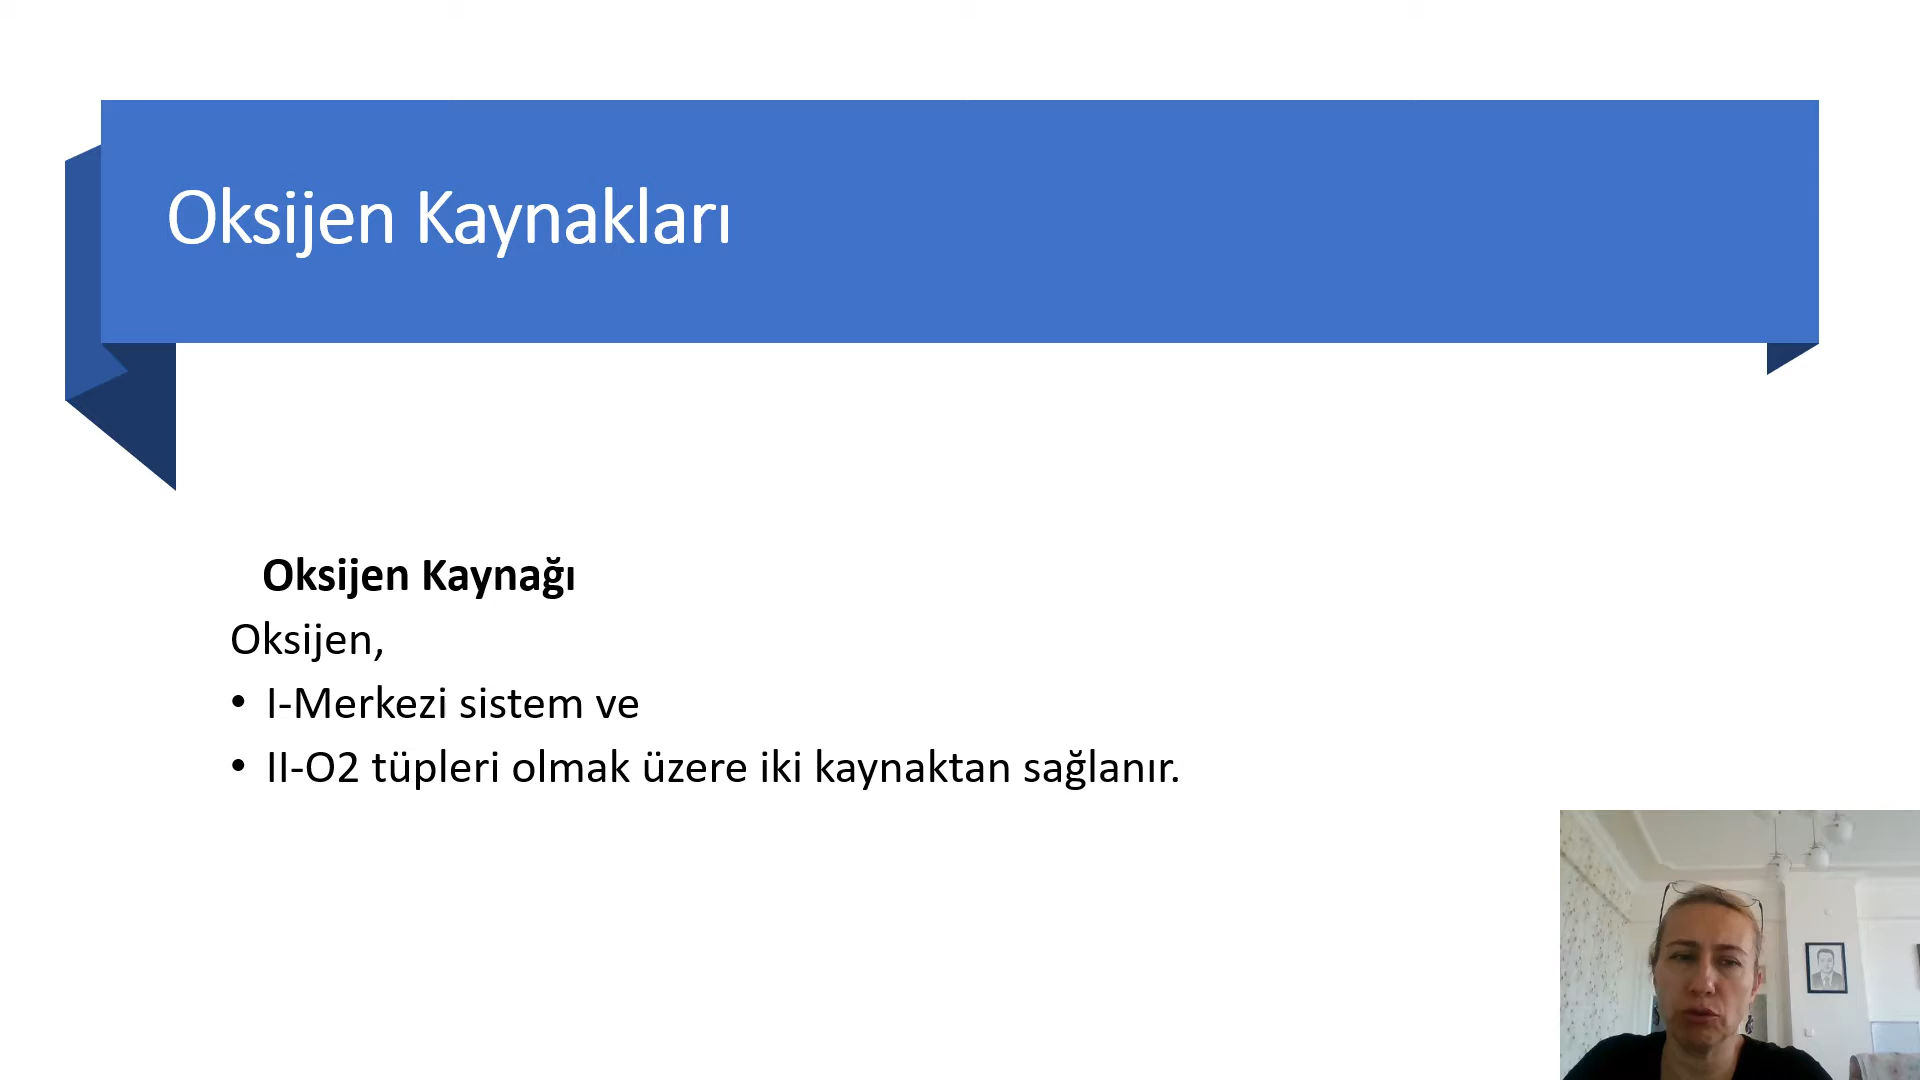 Oksijen Kaynakları
Oksijen Kaynağı
Oksijen,
• I-Merkezi sistem ve
• II-O2 tüpleri olmak üzere iki kaynaktan sağlanır.